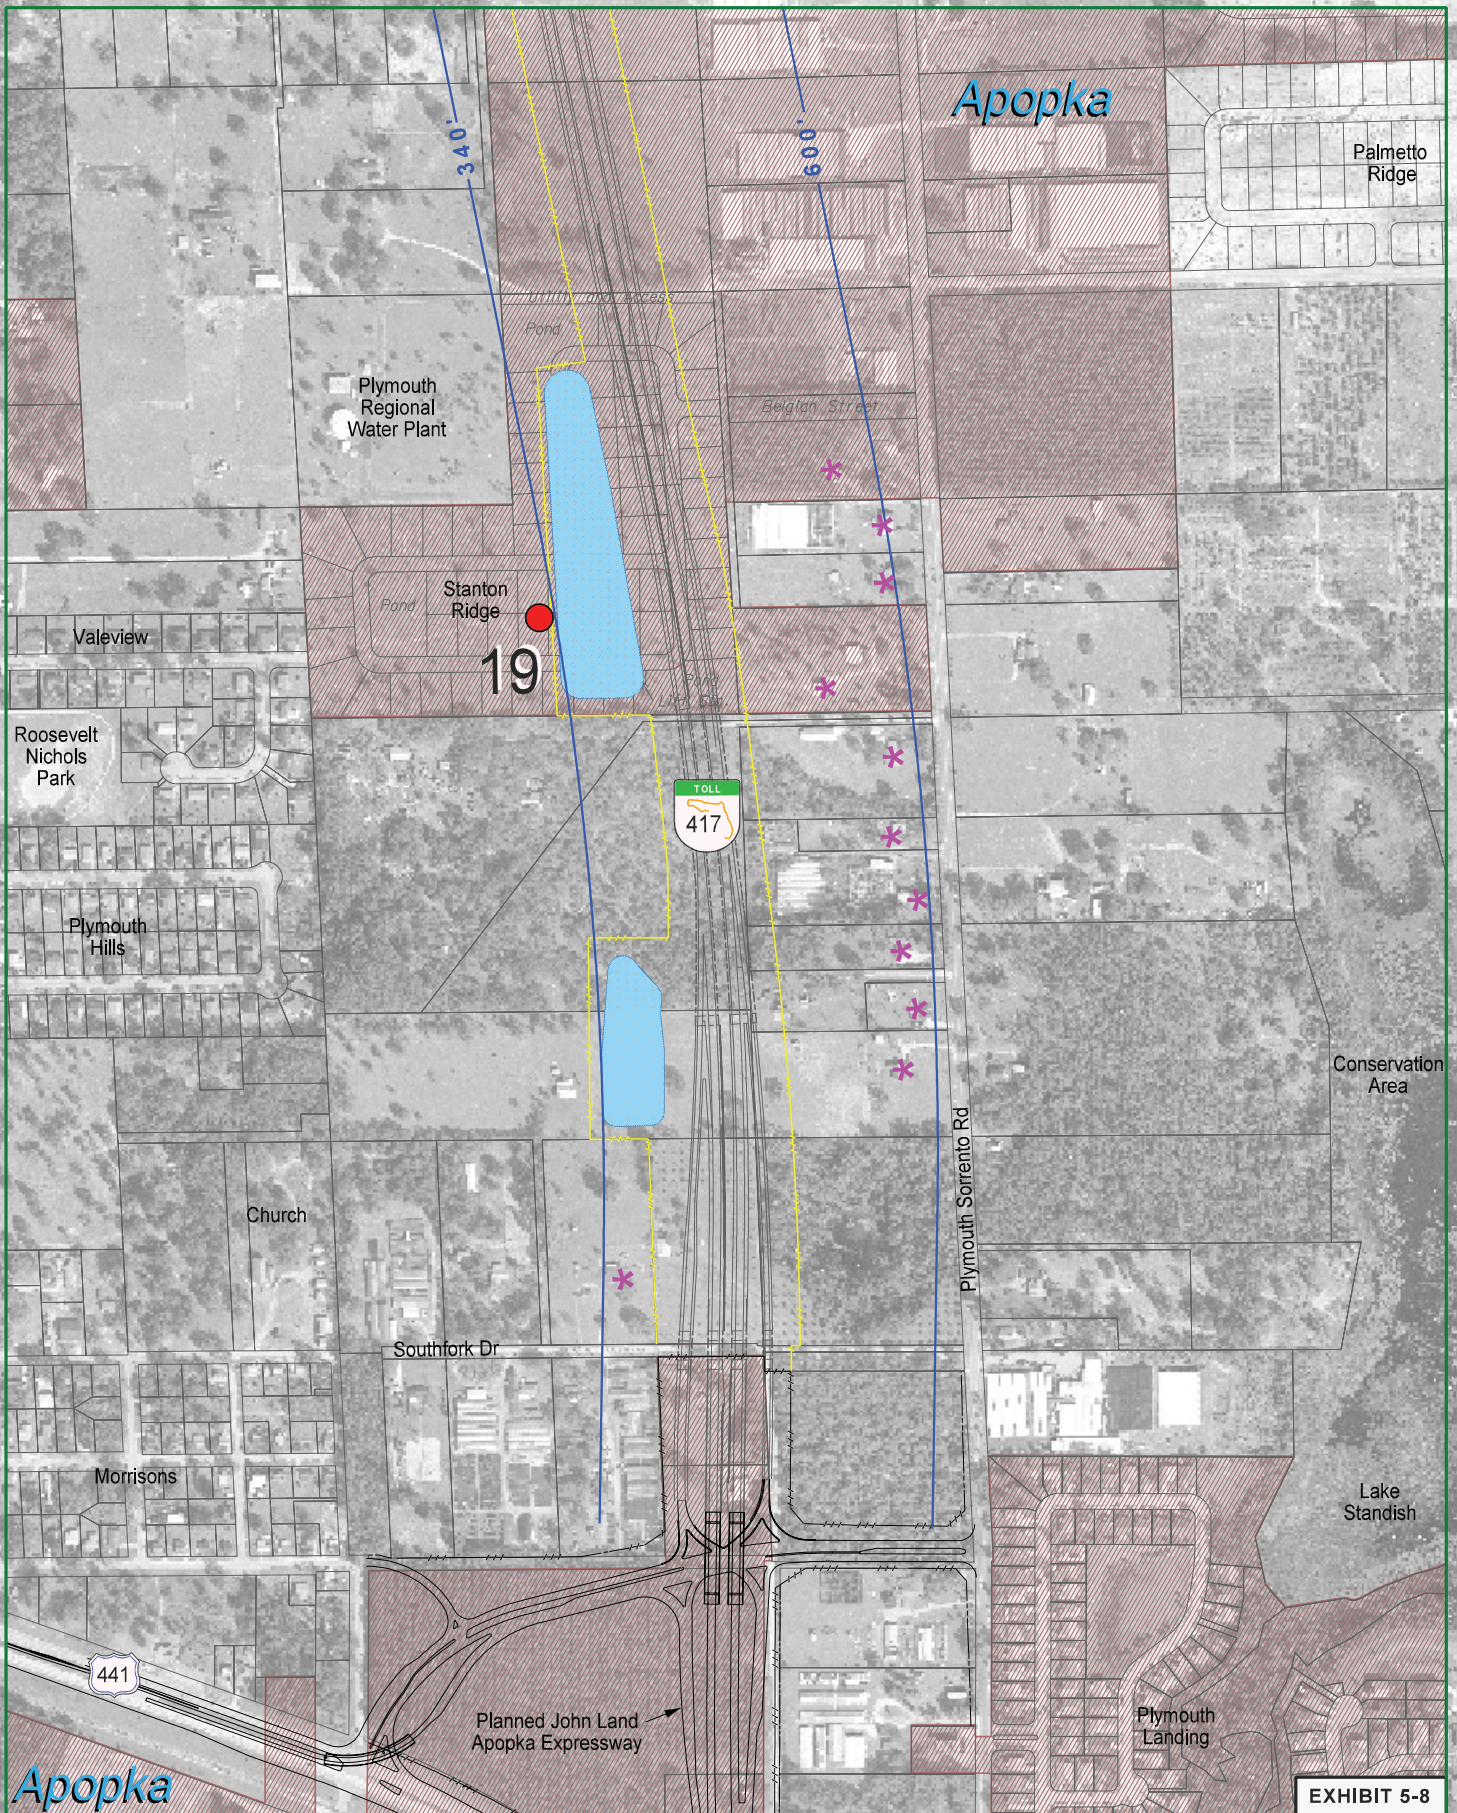 340'
600'
Apopka
Palmetto
Ridge
Pond
Access
Plymouth
Regional
Water Plant
Belgian Street
Stanton
Ridge
Pond
19
Valeview
Pond
Roosevelt
Nichols
Park
TOLL
417
Plymouth
Hills
Conservation
Area
Plymouth Sorrento Rd
Church
Southfork Dr
Morrisons
Lake
Standish
441
Planned John Land
Apopka Expressway
Plymouth
Landing
Apopka
EXHIBIT 5-8